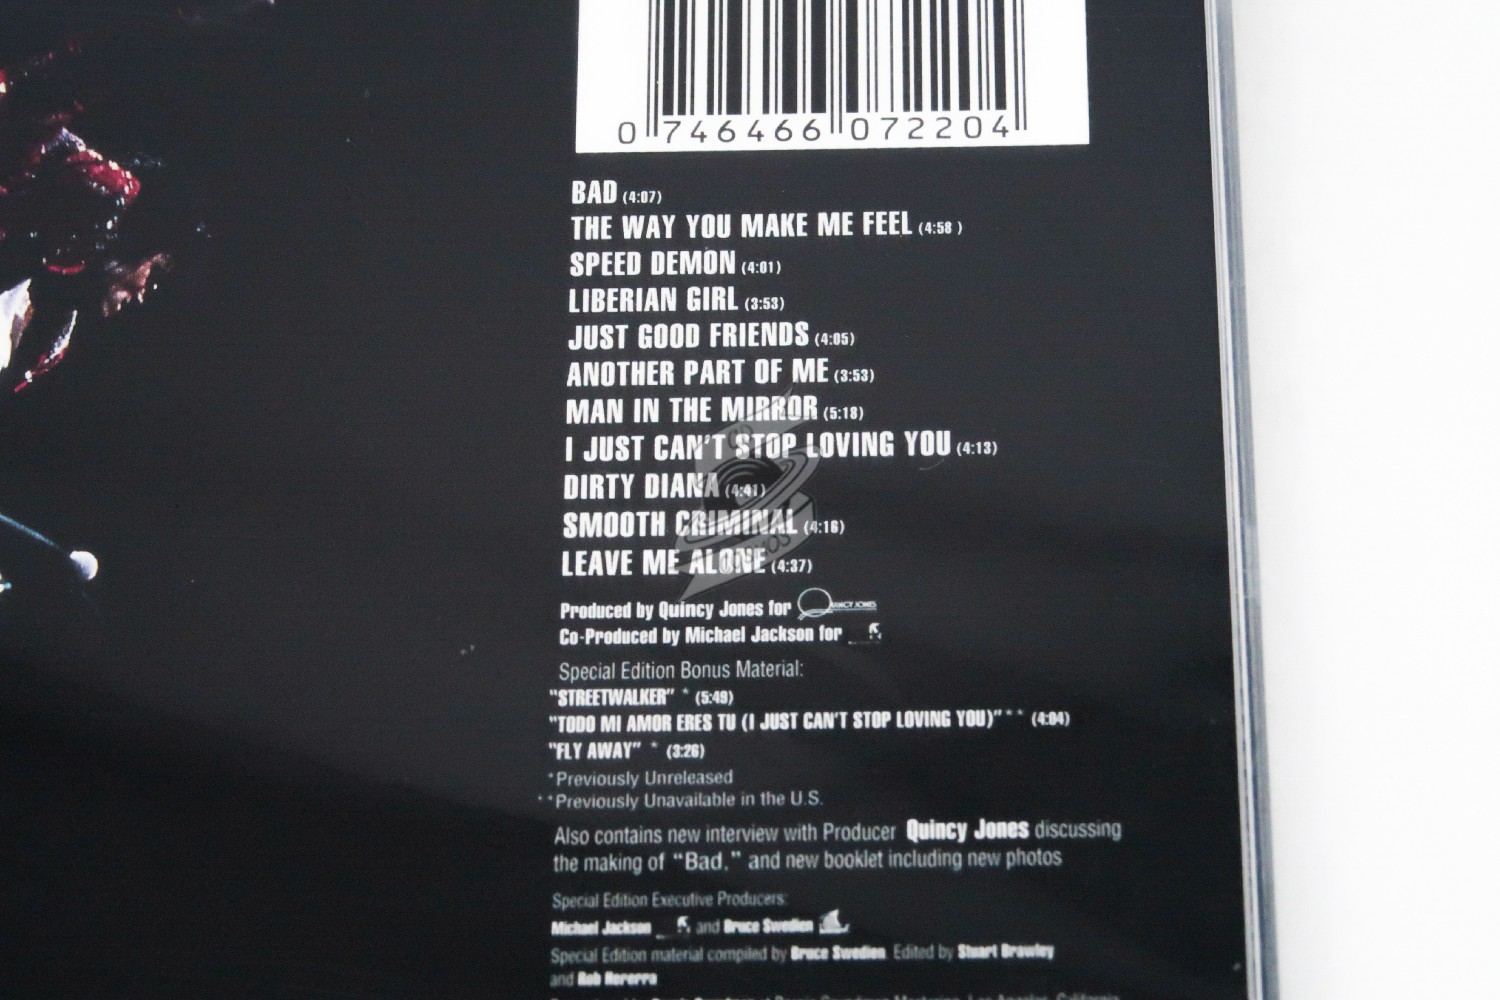 0 746466 072204
BAD (4:07)
THE WAY YOU MAKE ME FEEL (4:58 )
SPEED DEMON (4:01)
LIBERIAN GIRL (3:53)
JUST GOOD FRIENDS (4:05)
ANOTHER PART OF ME (3:53)
MAN IN THE MIRROR (5:18)
I JUST CAN'T STOP LOVING YOU (4:13)
DIRTY DIANA (4:41)
SMOOTH CRIMINAL (4:16)
LEAVE ME ALONE (4:37)
Produced by Quincy Jones for QUINCY JONES
Co-Produced by Michael Jackson for
Special Edition Bonus Material:
"STREETWALKER" * (5:49)
"TODO MI AMOR ERES TU (I JUST CAN'T STOP LOVING YOU)" ** (4:04)
"FLY AWAY" * (3:26)
*Previously Unreleased
**Previously Unavailable in the U.S.
Also contains new interview with Producer Quincy Jones discussing
the making of "Bad," and new booklet including new photos
Special Edition Executive Producers:
Michael Jackson and Bruce Swedien
Special Edition material compiled by Bruce Swedien Edited by Stuart Brawley
and Rob Hererra